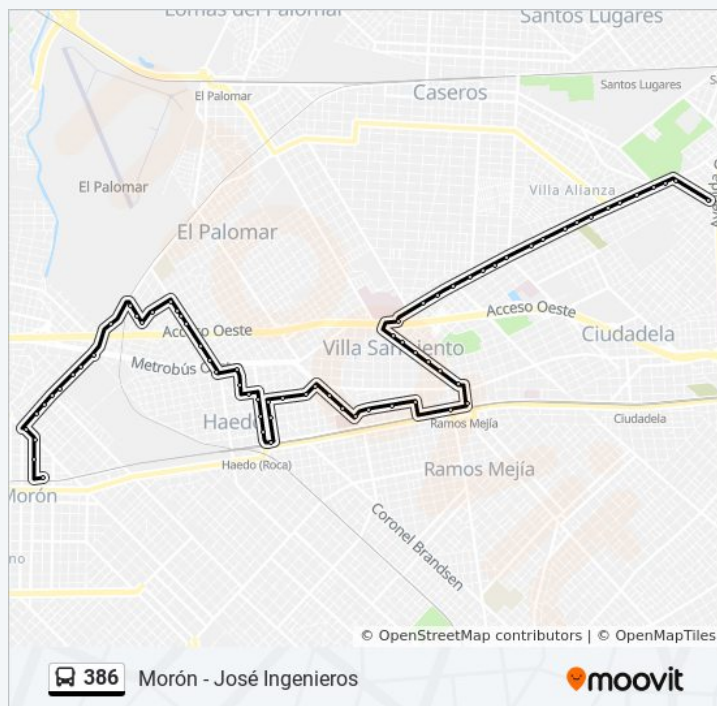 Lomas del Palomar
Santos Lugares
El Palomar
Caseros
Santos Lugares
El Palomar
Villa Alianza
El Palomar
Acceso Oeste
Acceso Oeste
Villa Sarmiento
Ciudadela
Metrobús
Haedo
Ramos Mejía
Ciudadela
Haedo (Roca)
Ramos Mejía
Morón
Coronel Brandsen
© OpenStreetMap contributors | © OpenMapTiles
386 Morón - José Ingenieros
moovit